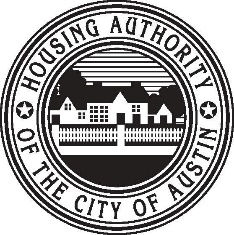 HOUSING AUTHORITY
OF THE CITY OF AUSTIN